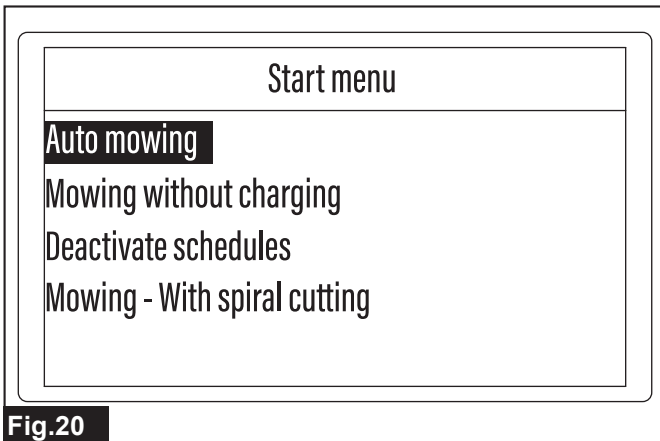 Start menu
Auto mowing
Mowing without charging
Deactivate schedules
Mowing - With spiral cutting
Fig.20